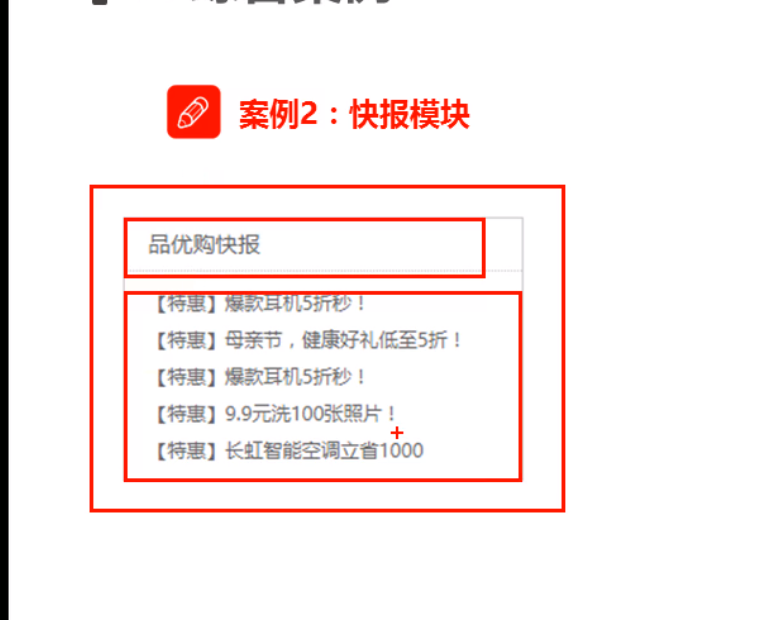 案例2：快报模块
品优购快报
【特惠】爆款耳机5折秒！
【特惠】母亲节，健康好礼低至5折！
【特惠】爆款耳机5折秒！
【特惠】9.9元洗100张照片！
【特惠】长虹智能空调立省1000